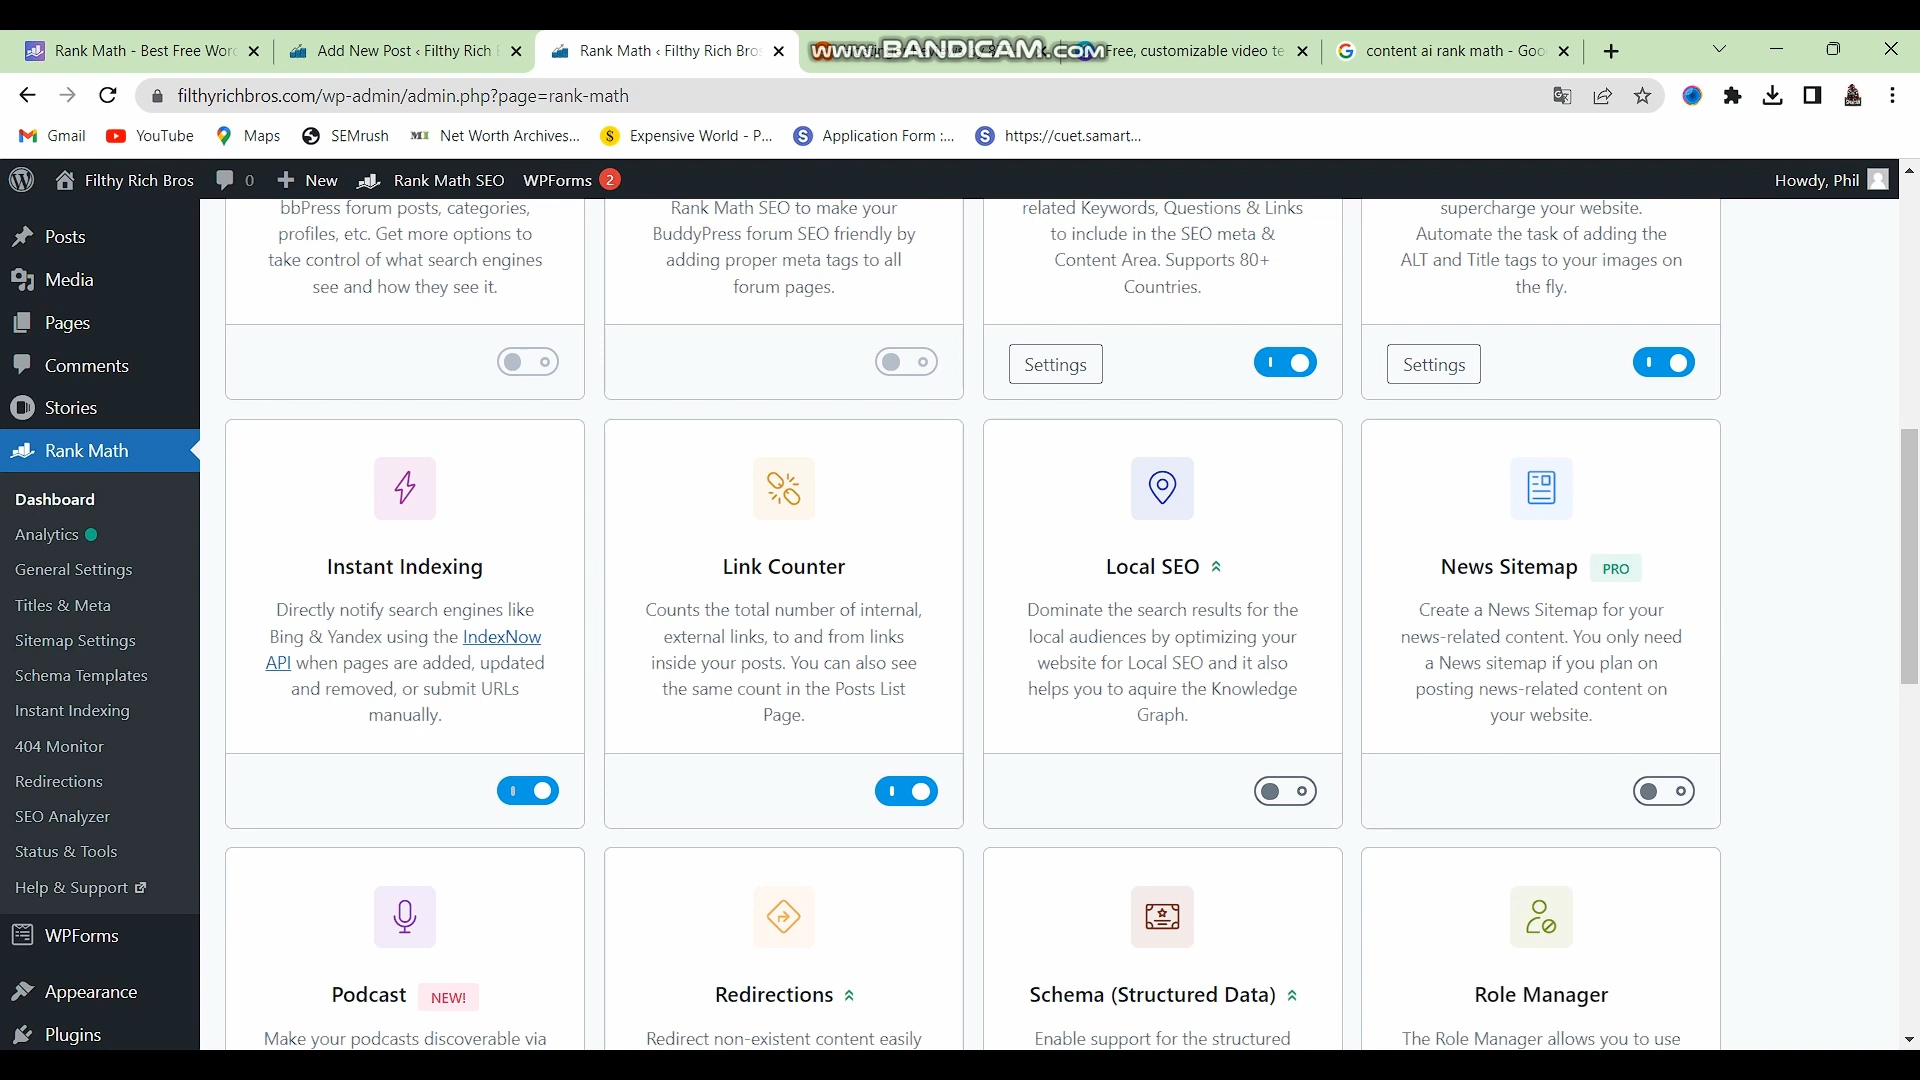 Rank Math - Best Free Wor
Add New Post ‹ Filthy Rich
Rank Math ‹ Filthy Rich Bro
www.BANDICAM.com
Free, customizable video te
content ai rank math - Goo
filthyrichbros.com/wp-admin/admin.php?page=rank-math
Gmail
YouTube
Maps
SEMrush
Net Worth Archives...
Expensive World - P...
Application Form :...
https://cuet.samart...
Filthy Rich Bros
0
New
Rank Math SEO
WPForms 2
Howdy, Phil
Posts
Media
Pages
Comments
Stories
Rank Math
Dashboard
Analytics
General Settings
Titles & Meta
Sitemap Settings
Schema Templates
Instant Indexing
404 Monitor
Redirections
SEO Analyzer
Status & Tools
Help & Support
WPForms
Appearance
Plugins
bbPress forum posts, categories,
profiles, etc. Get more options to
take control of what search engines
see and how they see it.
Rank Math SEO to make your
BuddyPress forum SEO friendly by
adding proper meta tags to all
forum pages.
related Keywords, Questions & Links
to include in the SEO meta &
Content Area. Supports 80+
Countries.
Settings
supercharge your website.
Automate the task of adding the
ALT and Title tags to your images on
the fly.
Settings
Instant Indexing
Directly notify search engines like
Bing & Yandex using the IndexNow
API when pages are added, updated
and removed, or submit URLs
manually.
Link Counter
Counts the total number of internal,
external links, to and from links
inside your posts. You can also see
the same count in the Posts List
Page.
Local SEO
Dominate the search results for the
local audiences by optimizing your
website for Local SEO and it also
helps you to aquire the Knowledge
Graph.
News Sitemap PRO
Create a News Sitemap for your
news-related content. You only need
a News sitemap if you plan on
posting news-related content on
your website.
Podcast NEW!
Make your podcasts discoverable via
Redirections
Redirect non-existent content easily
Schema (Structured Data)
Enable support for the structured
Role Manager
The Role Manager allows you to use